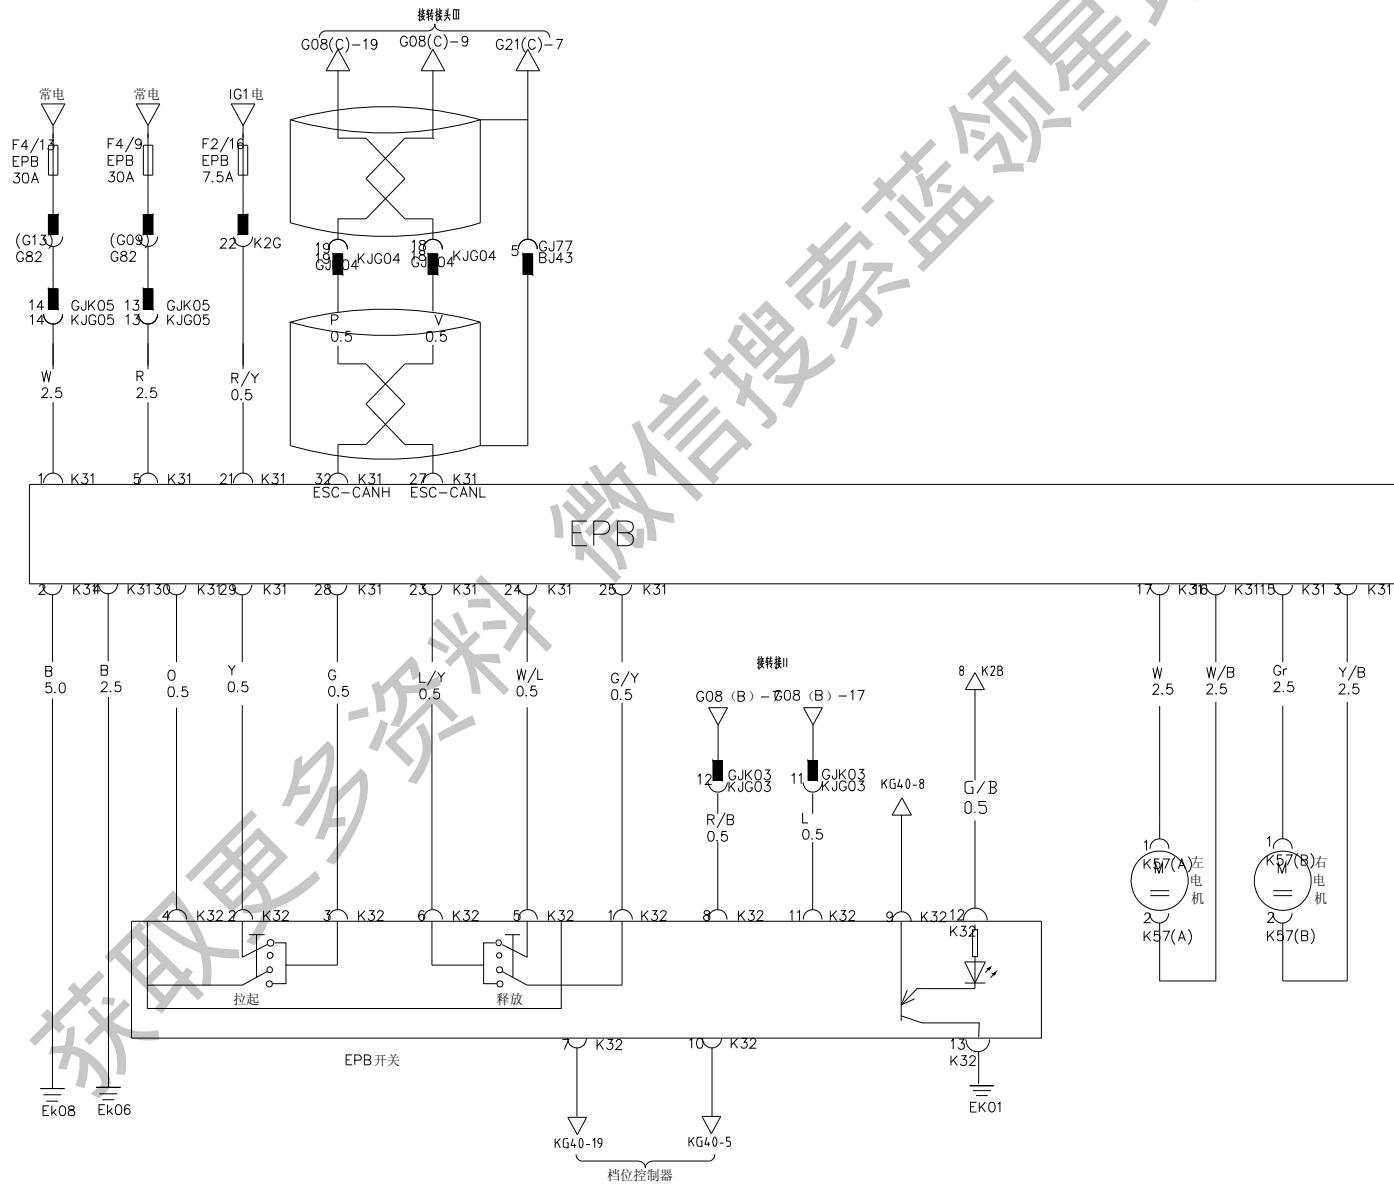 接转接头III
G08(C)-19
G08(C)-9
G21(C)-7
常电
常电
IG1电
F4/13
EPB
30A
F4/9
EPB
30A
F2/16
EPB
7.5A
(G13)
G82
(G09)
G82
22 K2G
19
19
KJG04
18
18
KJG04
5
GJ77
BJ43
14 GJK05
14 KJG05
13 GJK05
13 KJG05
W
2.5
R
2.5
R/Y
0.5
P
0.5
V
0.5
1 K31
5 K31
21 K31
32 K31
27 K31
ESC-CANH
ESC-CANL
EPB
2 K31
4 K31
30 K31
29 K31
28 K31
23 K31
24 K31
25 K31
17 K31
16 K31
15 K31
3 K31
B
5.0
B
2.5
O
0.5
Y
0.5
G
0.5
L/Y
0.5
W/L
0.5
G/Y
0.5
接转接II
G08（B）-7
G08（B）-17
8 K2B
W
2.5
W/B
2.5
Gr
2.5
Y/B
2.5
12 GJK03
KJG03
11 GJK03
KJG03
KG40-8
G/B
0.5
R/B
0.5
L
0.5
1
K57(A)
M
左电机
2
K57(A)
1
K57(B)
M
右电机
2
K57(B)
4 K32
2 K32
3 K32
6 K32
5 K32
1 K32
8 K32
11 K32
9 K32
12
K32
拉起
释放
EPB开关
7 K32
10 K32
13
K32
Ek08
Ek06
EK01
KG40-19
KG40-5
档位控制器
获取更多资料 微信搜索蓝领星